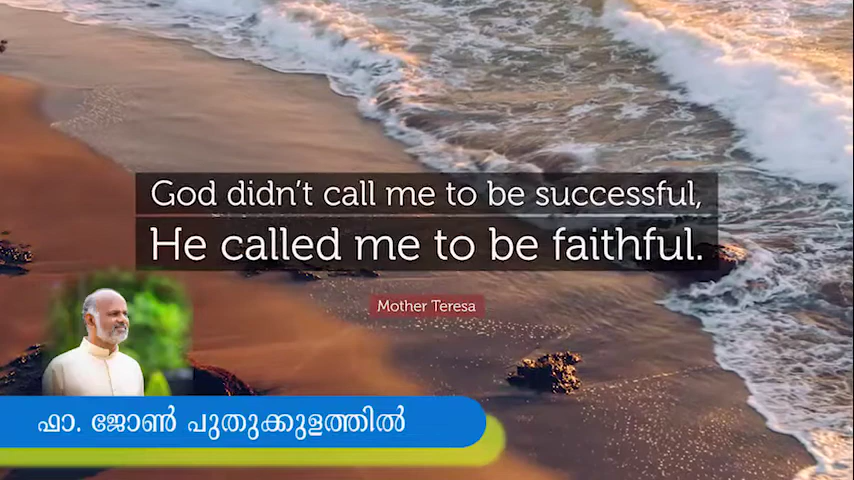 God didn’t call me to be successful,
He called me to be faithful.
Mother Teresa
ഫാ. ജോൺ പുതുക്കുളത്തിൽ